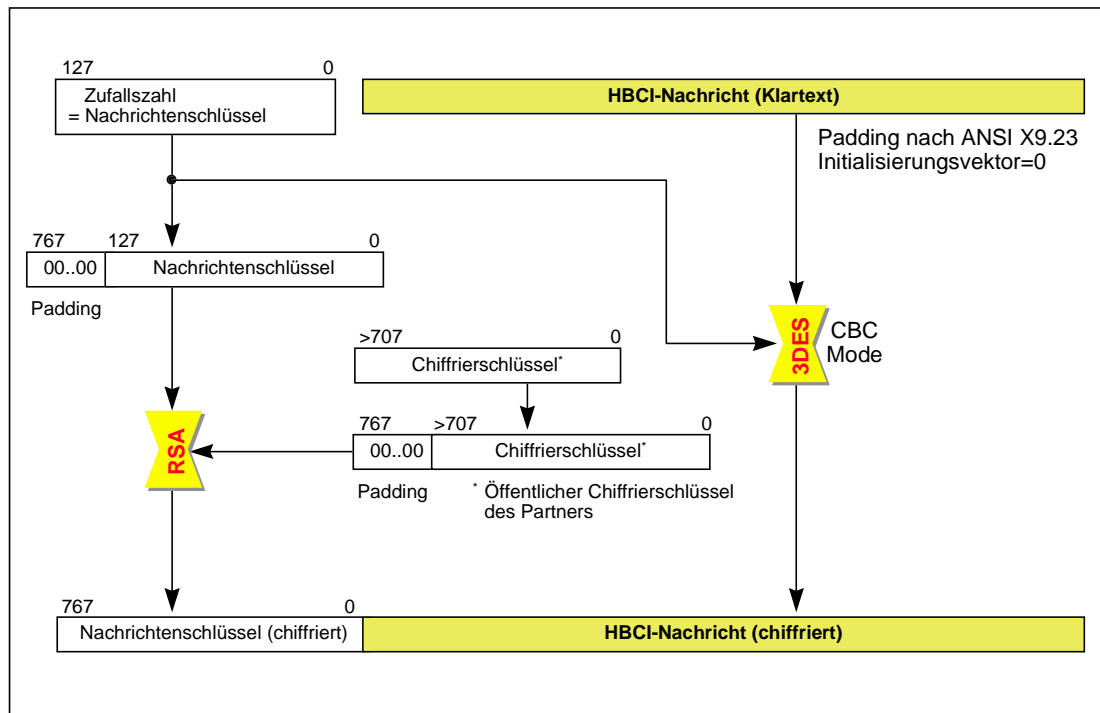 127 0
Zufallszahl
= Nachrichtenschlüssel
HBCI-Nachricht (Klartext)
Padding nach ANSI X9.23
Initialisierungsvektor=0
767 127 0
00..00 Nachrichtenschlüssel
Padding
>707 0
Chiffrierschlüssel*
3DES
CBC
Mode
RSA
767 >707 0
00..00 Chiffrierschlüssel*
Padding
* Öffentlicher Chiffrierschlüssel
des Partners
767 0
Nachrichtenschlüssel (chiffriert) HBCI-Nachricht (chiffriert)